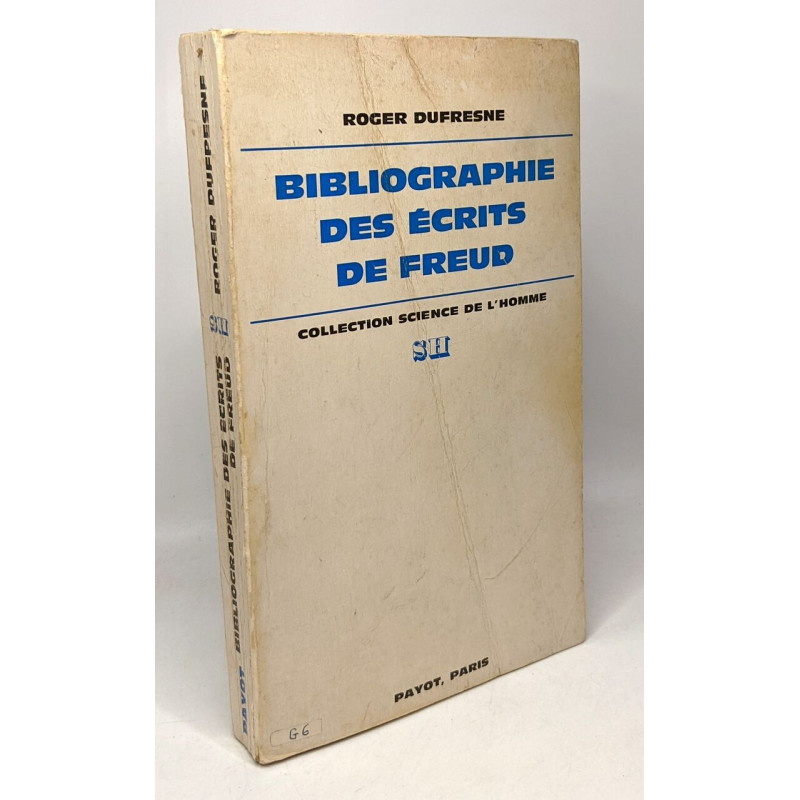 ROGER DUFRESNE
BIBLIOGRAPHIE
DES ÉCRITS
DE FREUD
COLLECTION SCIENCE DE L'HOMME
SH
PAYOT, PARIS
G6
ROGER DUFRESNE
SH
BIBLIOGRAPHIE DES ÉCRITS
DE FREUD
PAYOT